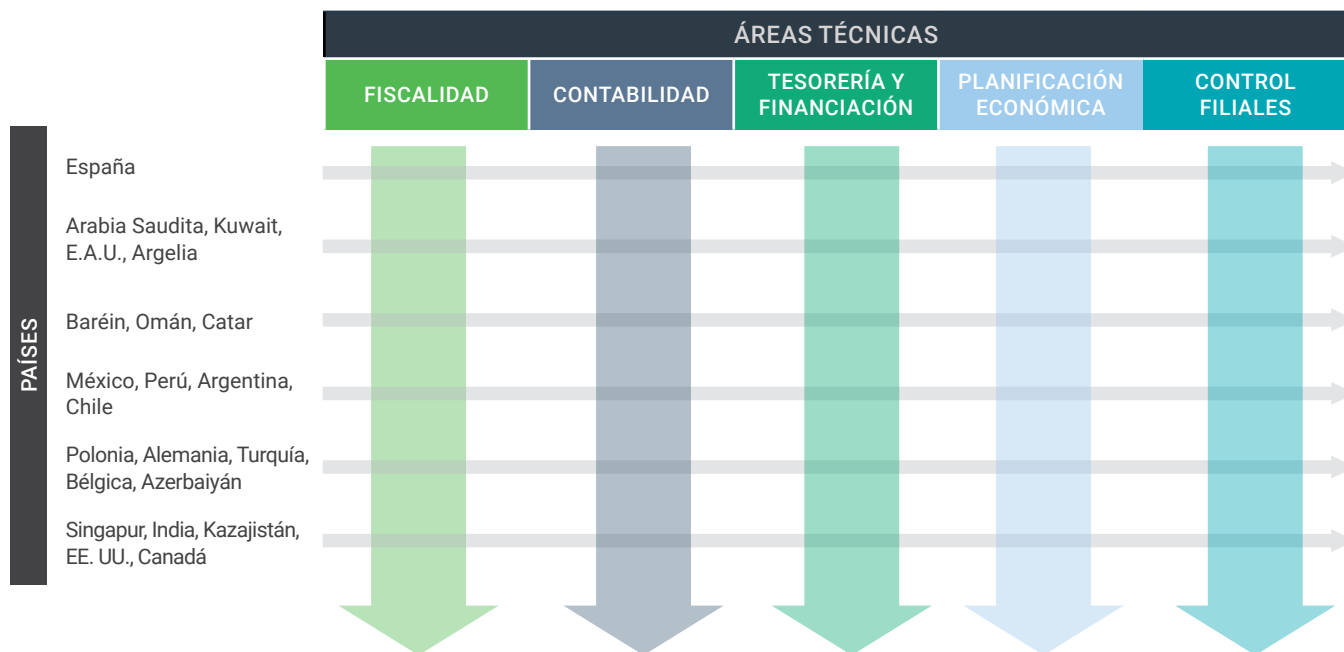 ÁREAS TÉCNICAS
FISCALIDAD
CONTABILIDAD
TESORERÍA Y
FINANCIACIÓN
PLANIFICACIÓN
ECONÓMICA
CONTROL
FILIALES
PAÍSES
España
Arabia Saudita, Kuwait,
E.A.U., Argelia
Baréin, Omán, Catar
México, Perú, Argentina,
Chile
Polonia, Alemania, Turquía,
Bélgica, Azerbaiyán
Singapur, India, Kazajistán,
EE. UU., Canadá